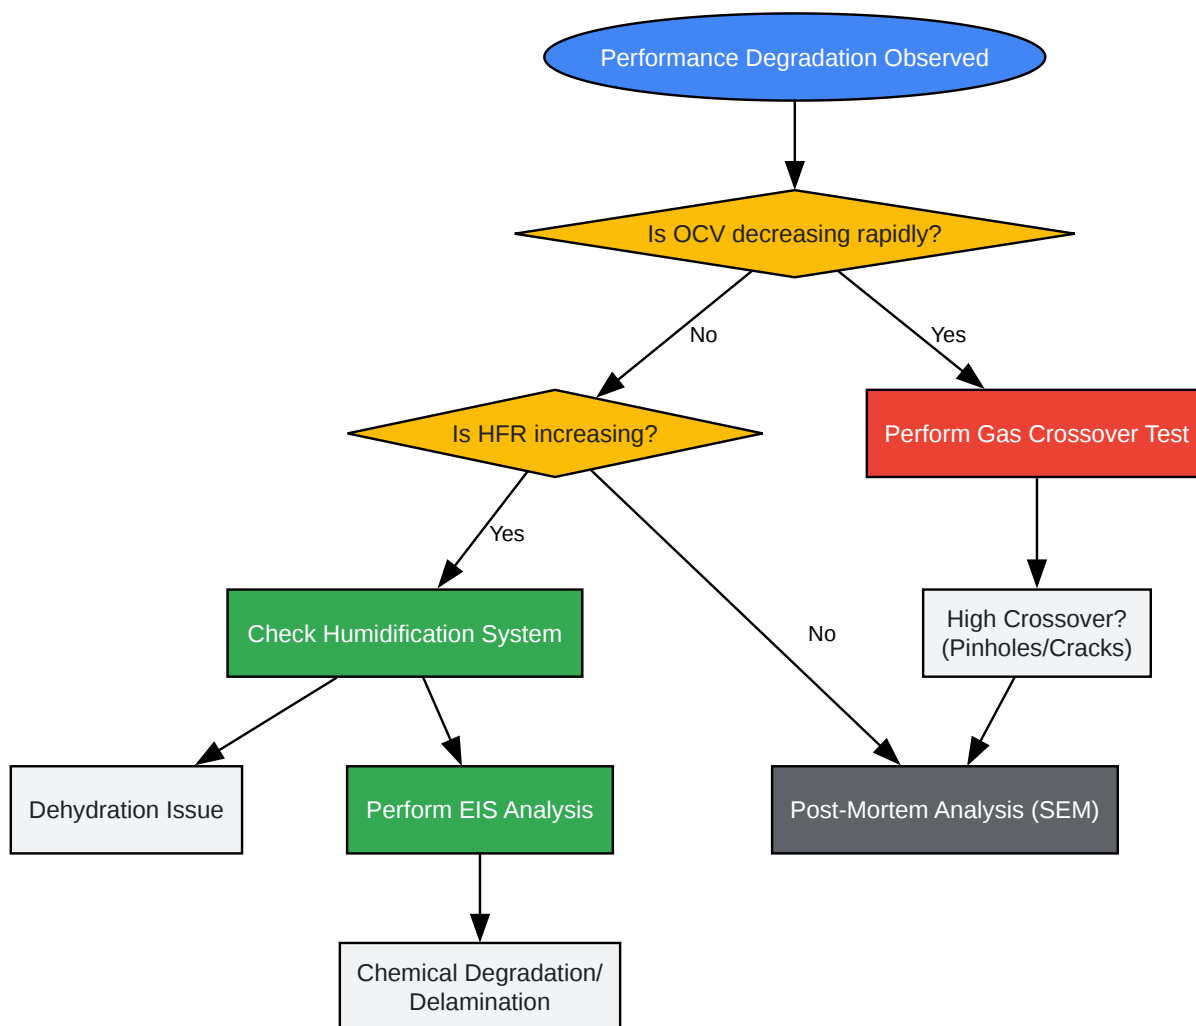 Performance Degradation Observed
Is OCV decreasing rapidly?
No
Yes
Is HFR increasing?
Perform Gas Crossover Test
Yes
No
Check Humidification System
High Crossover?
(Pinholes/Cracks)
Dehydration Issue
Perform EIS Analysis
Post-Mortem Analysis (SEM)
Chemical Degradation/
Delamination